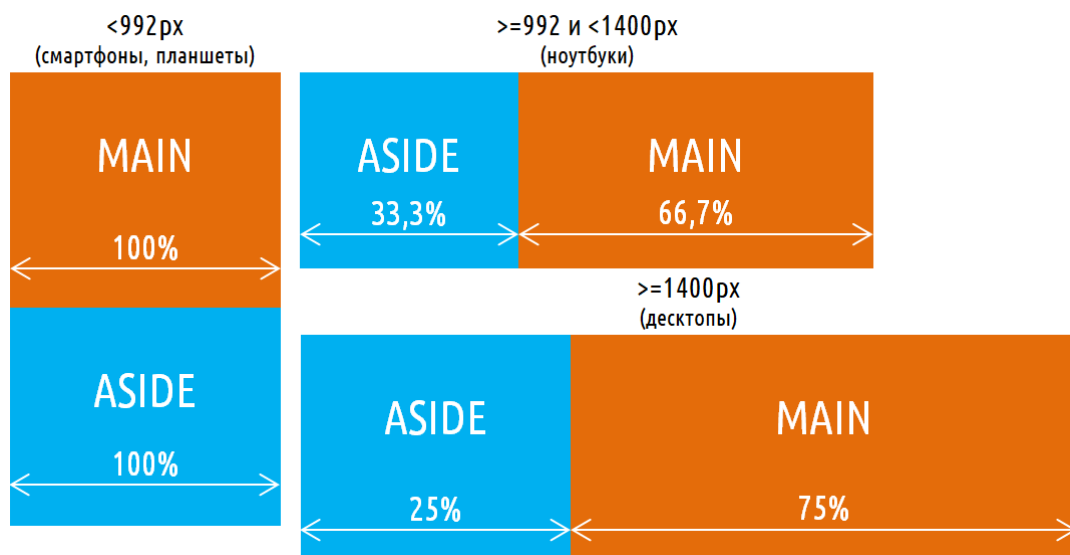 <992px
(смартфоны, планшеты)
MAIN
100%
ASIDE
100%
>=992 и <1400px
(ноутбуки)
ASIDE
33,3%
MAIN
66,7%
>=1400px
(десктопы)
ASIDE
25%
MAIN
75%